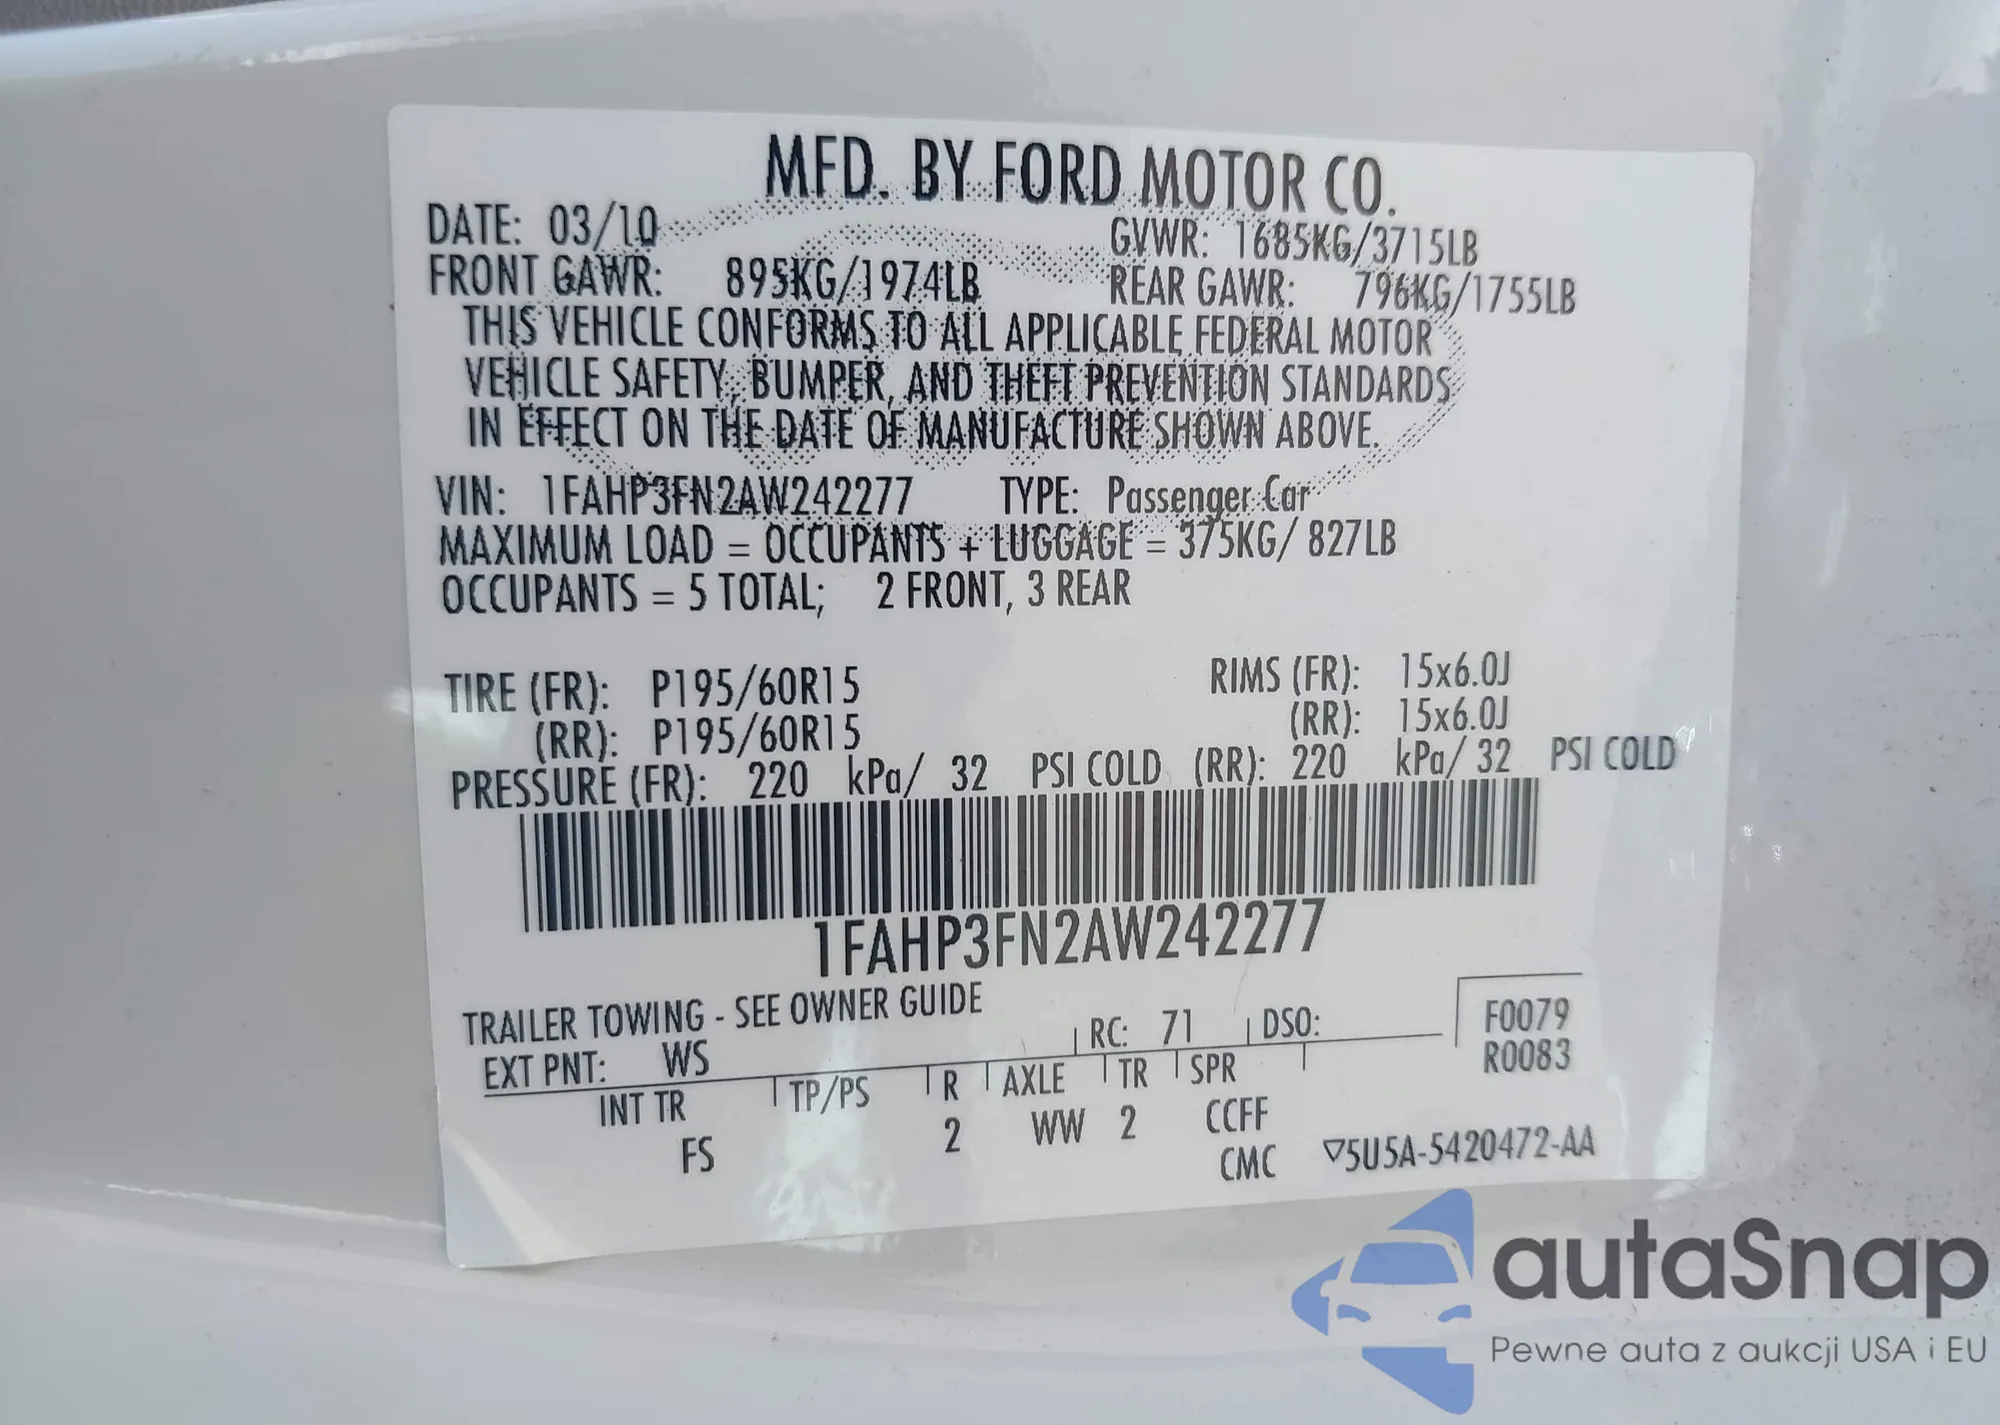 MFD. BY FORD MOTOR CO.
DATE: 03/10 GVWR: 1685KG/3715LB
FRONT GAWR: 895KG/1974LB REAR GAWR: 796KG/1755LB
THIS VEHICLE CONFORMS TO ALL APPLICABLE FEDERAL MOTOR
VEHICLE SAFETY, BUMPER, AND THEFT PREVENTION STANDARDS
IN EFFECT ON THE DATE OF MANUFACTURE SHOWN ABOVE.
VIN: 1FAHP3FN2AW242277 TYPE: Passenger Car
MAXIMUM LOAD = OCCUPANTS + LUGGAGE = 375KG/ 827LB
OCCUPANTS = 5 TOTAL; 2 FRONT, 3 REAR
TIRE (FR): P195/60R15 RIMS (FR): 15x6.0J
(RR): P195/60R15 (RR): 15x6.0J
PRESSURE (FR): 220 kPa/ 32 PSI COLD (RR): 220 kPa/ 32 PSI COLD
1FAHP3FN2AW242277
TRAILER TOWING - SEE OWNER GUIDE
EXT PNT: WS RC: 71 DSO: F0079
R0083
INT TR TP/PS R AXLE TR SPR
FS 2 WW 2 CCFF
CMC ▽5U5A-5420472-AA
autaSnap
Pewne auta z aukcji USA i EU